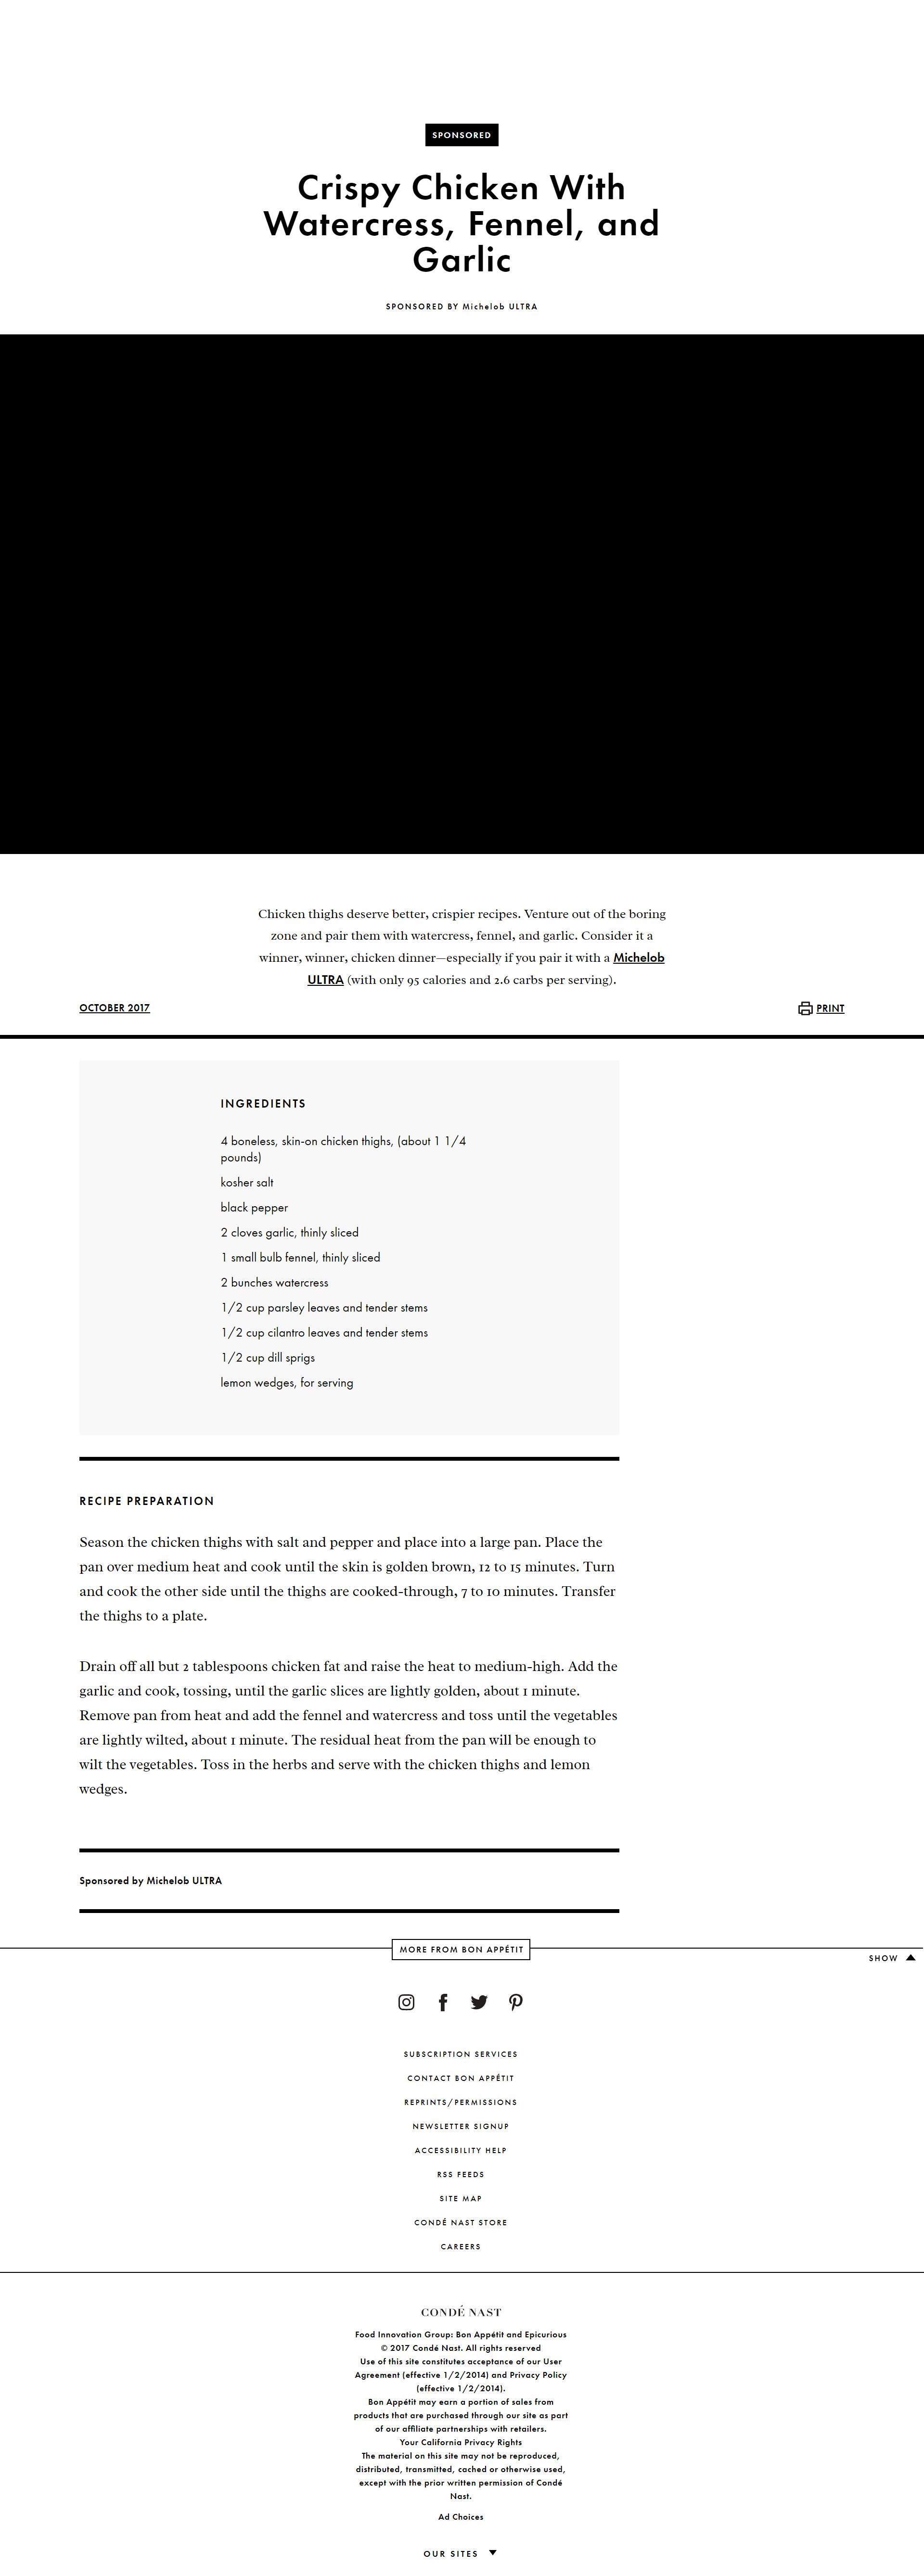 SPONSORED
Crispy Chicken With
Watercress, Fennel, and
Garlic
SPONSORED BY Michelob ULTRA
Chicken thighs deserve better, crispier recipes. Venture out of the boring
zone and pair them with watercress, fennel, and garlic. Consider it a
winner, winner, chicken dinner—especially if you pair it with a Michelob
ULTRA (with only 95 calories and 2.6 carbs per serving).
OCTOBER 2017
PRINT
INGREDIENTS
4 boneless, skin-on chicken thighs, (about 1 1/4
pounds)
kosher salt
black pepper
2 cloves garlic, thinly sliced
1 small bulb fennel, thinly sliced
2 bunches watercress
1/2 cup parsley leaves and tender stems
1/2 cup cilantro leaves and tender stems
1/2 cup dill sprigs
lemon wedges, for serving
RECIPE PREPARATION
Season the chicken thighs with salt and pepper and place into a large pan. Place the
pan over medium heat and cook until the skin is golden brown, 12 to 15 minutes. Turn
and cook the other side until the thighs are cooked-through, 7 to 10 minutes. Transfer
the thighs to a plate.
Drain off all but 2 tablespoons chicken fat and raise the heat to medium-high. Add the
garlic and cook, tossing, until the garlic slices are lightly golden, about 1 minute.
Remove pan from heat and add the fennel and watercress and toss until the vegetables
are lightly wilted, about 1 minute. The residual heat from the pan will be enough to
wilt the vegetables. Toss in the herbs and serve with the chicken thighs and lemon
wedges.
Sponsored by Michelob ULTRA
MORE FROM BON APPÉTIT
SHOW
SUBSCRIPTION SERVICES
CONTACT BON APPÉTIT
REPRINTS/PERMISSIONS
NEWSLETTER SIGNUP
ACCESSIBILITY HELP
RSS FEEDS
SITE MAP
CONDÉ NAST STORE
CAREERS
CONDÉ NAST
Food Innovation Group: Bon Appétit and Epicurious
© 2017 Condé Nast. All rights reserved
Use of this site constitutes acceptance of our User
Agreement (effective 1/2/2014) and Privacy Policy
(effective 1/2/2014).
Bon Appétit may earn a portion of sales from
products that are purchased through our site as part
of our affiliate partnerships with retailers.
Your California Privacy Rights
The material on this site may not be reproduced,
distributed, transmitted, cached or otherwise used,
except with the prior written permission of Condé
Nast.
Ad Choices
OUR SITES